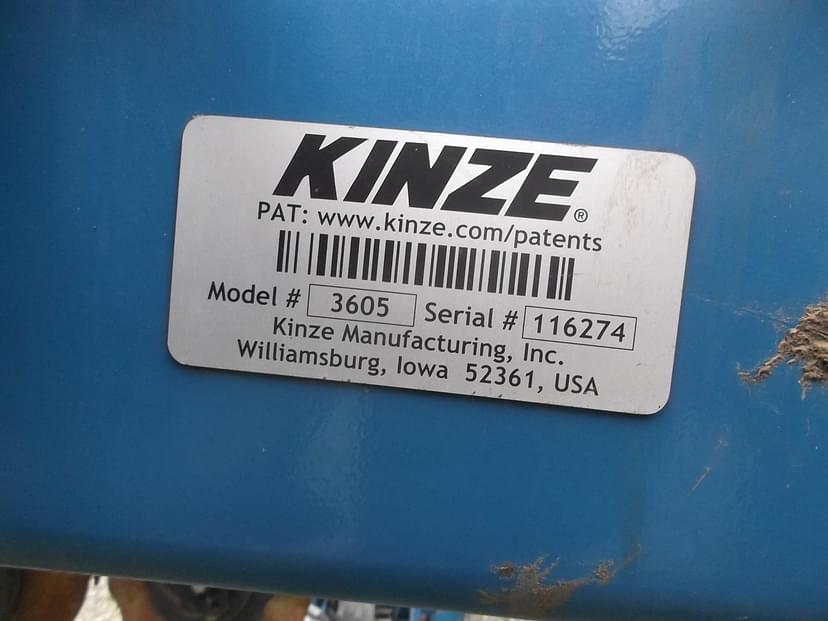 KINZE®
PAT: www.kinze.com/patents
Model # 3605 Serial # 116274
Kinze Manufacturing, Inc.
Williamsburg, Iowa 52361, USA